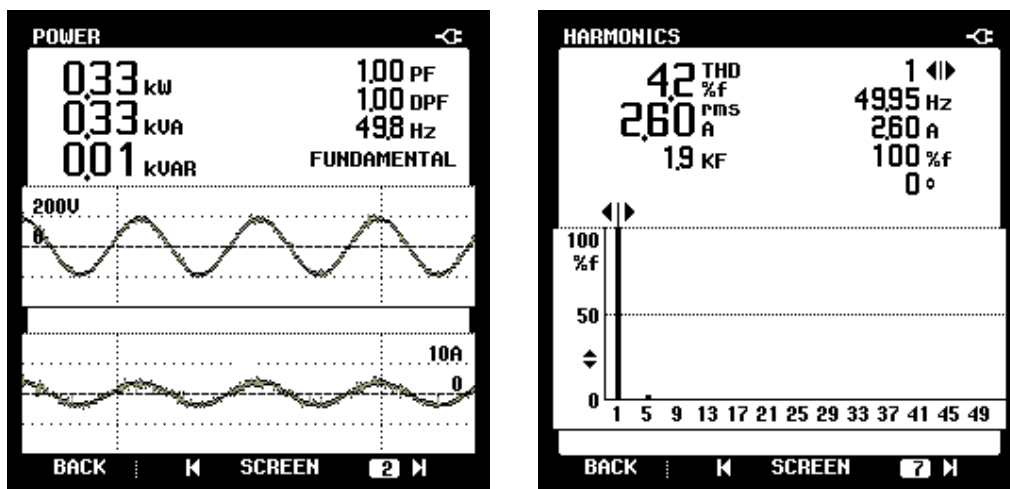 POWER
0.33 kW
1.00 PF
0.33 kVA
1.00 DPF
0.01 kVAR
49.8 Hz
FUNDAMENTAL
200V
0
10A
0
BACK SCREEN 2
HARMONICS
4.2 THD %f
1
2.60 rms A
49.95 Hz
1.9 KF
2.60 A
100 %f
0 °
100
%f
50
0
1 5 9 13 17 21 25 29 33 37 41 45 49
BACK SCREEN 7